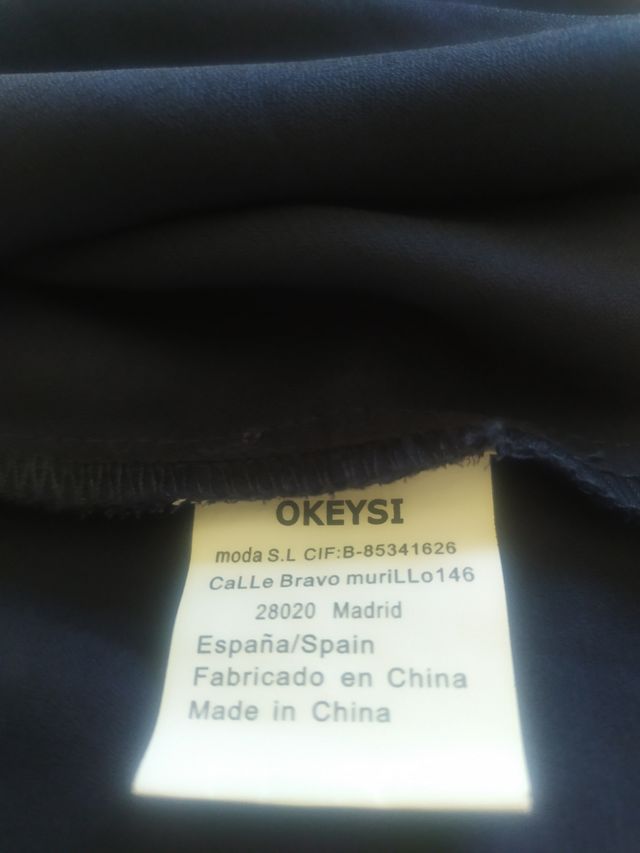 OKEYSI
moda S.L CIF:B-85341626
CaLLe Bravo muriLLo146
28020 Madrid
España/Spain
Fabricado en China
Made in China